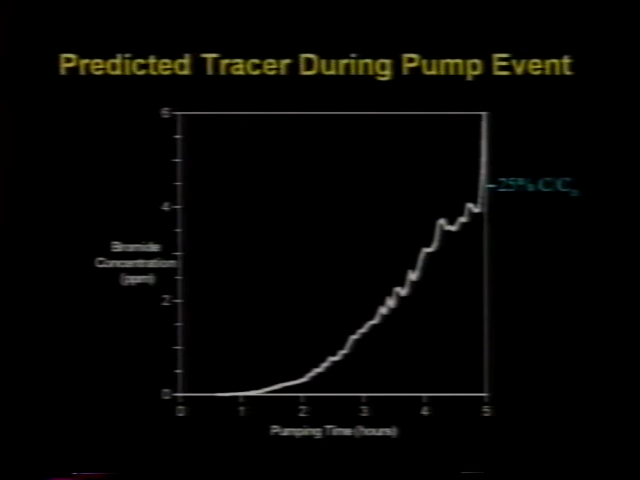 Predicted Tracer During Pump Event
6
4
2
0
Bromide
Concentration
(ppm)
25% C/C₀
0 1 2 3 4 5
Pumping Time (hours)